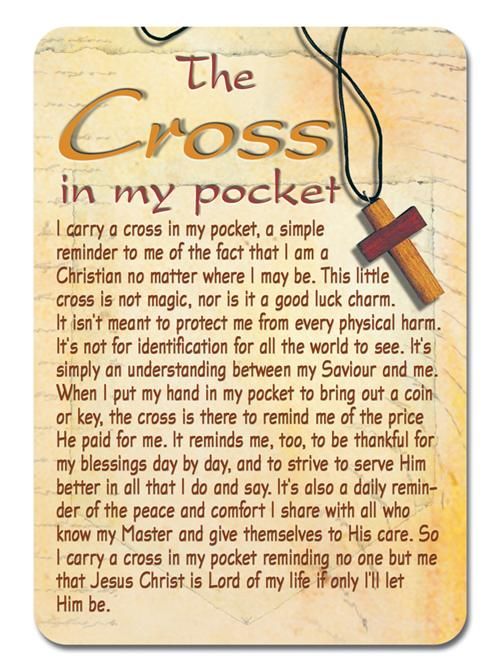 The
Cross
in my pocket
I carry a cross in my pocket, a simple
reminder to me of the fact that I am a
Christian no matter where I may be. This little
cross is not magic, nor is it a good luck charm.
It isn't meant to protect me from every physical harm.
It's not for identification for all the world to see. It's
simply an understanding between my Saviour and me.
When I put my hand in my pocket to bring out a coin
or key, the cross is there to remind me of the price
He paid for me. It reminds me, too, to be thankful for
my blessings day by day, and to strive to serve Him
better in all that I do and say. It's also a daily remin-
der of the peace and comfort I share with all who
know my Master and give themselves to His care. So
I carry a cross in my pocket reminding no one but me
that Jesus Christ is Lord of my life if only I'll let
Him be.